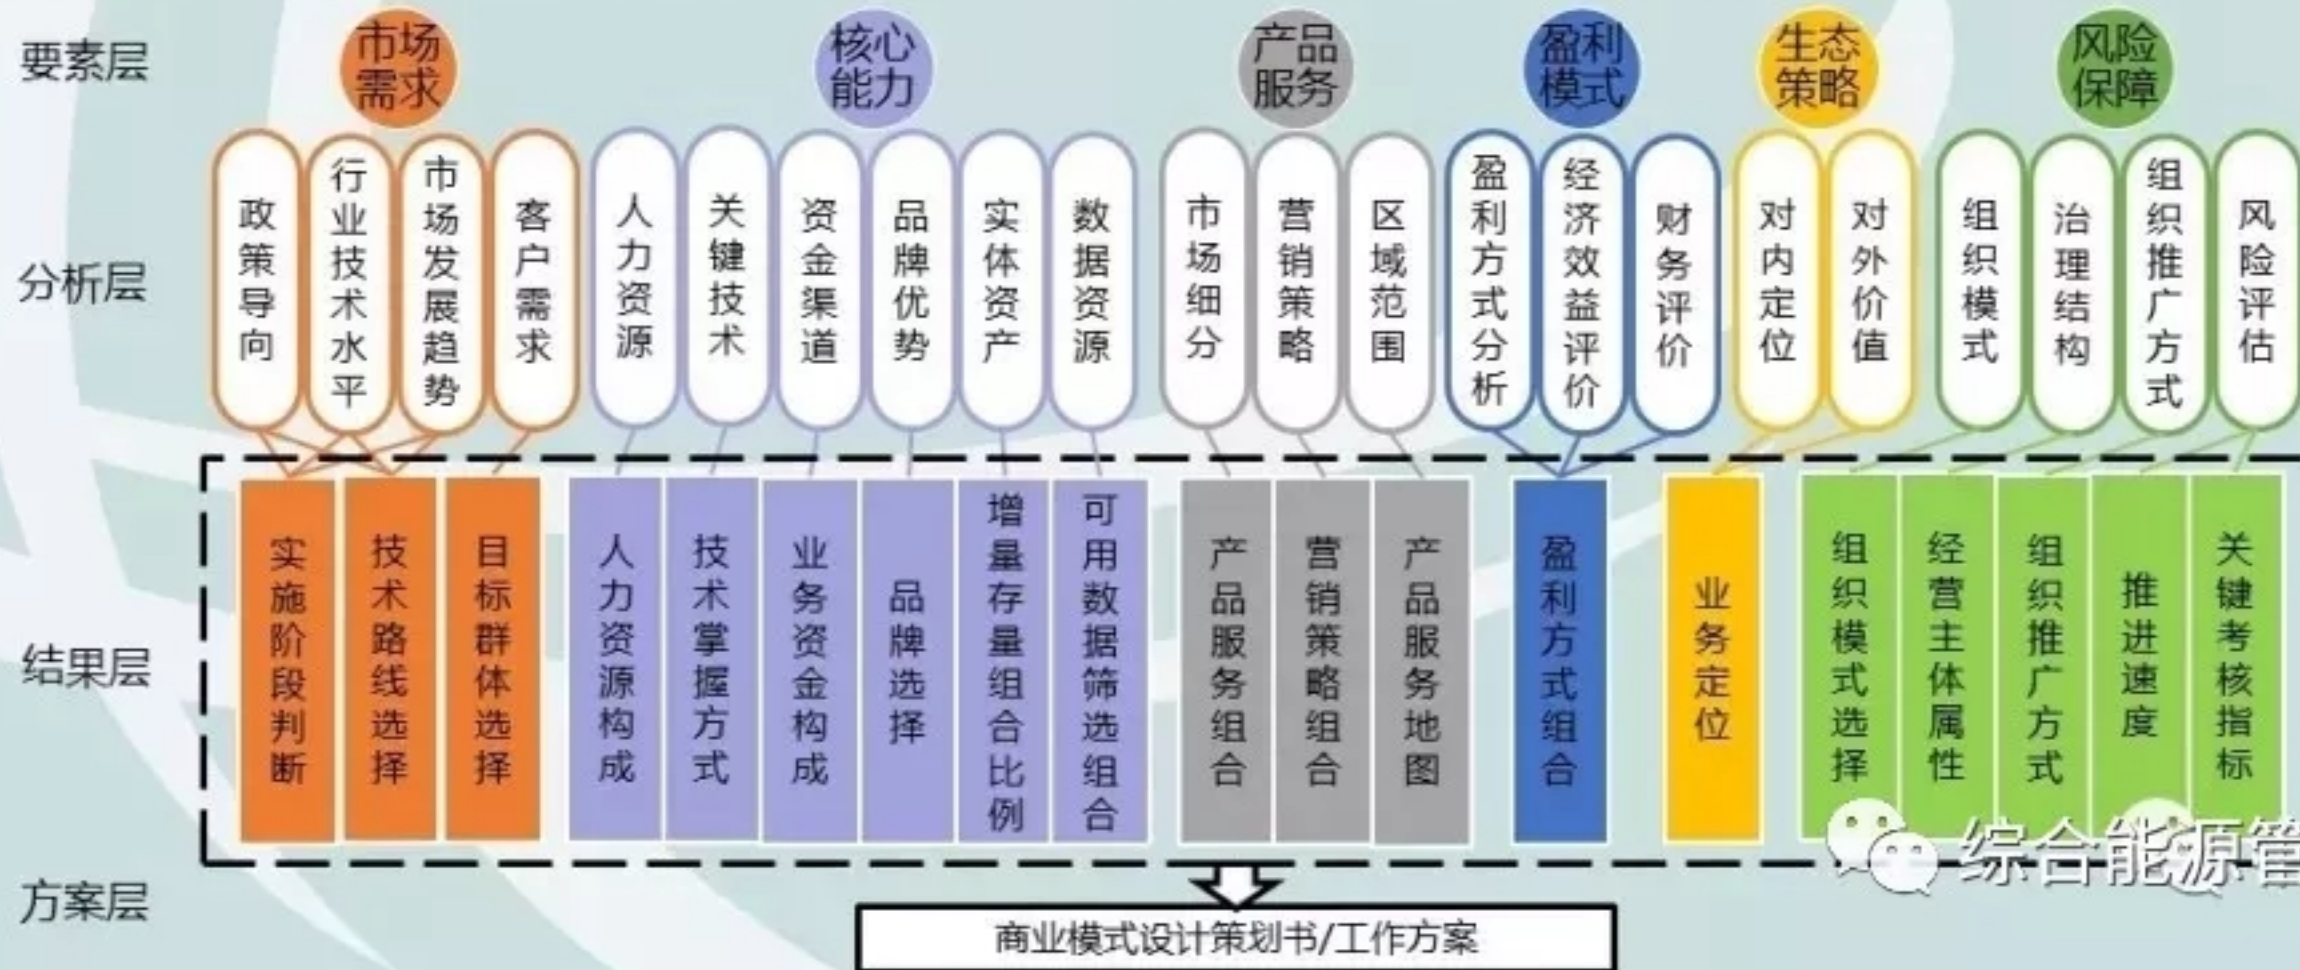 要素层
市场
需求
核心
能力
产品
服务
盈利
模式
生态
策略
风险
保障
分析层
政策导向
行业技术水平
市场发展趋势
客户需求
人力资源
关键技术
资金渠道
品牌优势
实体资产
数据资源
市场细分
营销策略
区域范围
盈利方式分析
经济效益评价
财务评价
对内定位
对外价值
组织模式
治理结构
组织推广方式
风险评估
结果层
实施阶段判断
技术路线选择
目标群体选择
人力资源构成
技术掌握方式
业务资金构成
品牌选择
增量存量组合比例
可用数据筛选组合
产品服务组合
营销策略组合
产品服务地图
盈利方式组合
业务定位
组织模式选择
经营主体属性
组织推广方式
推进速度
关键考核指标
综合能源管
方案层
商业模式设计策划书/工作方案